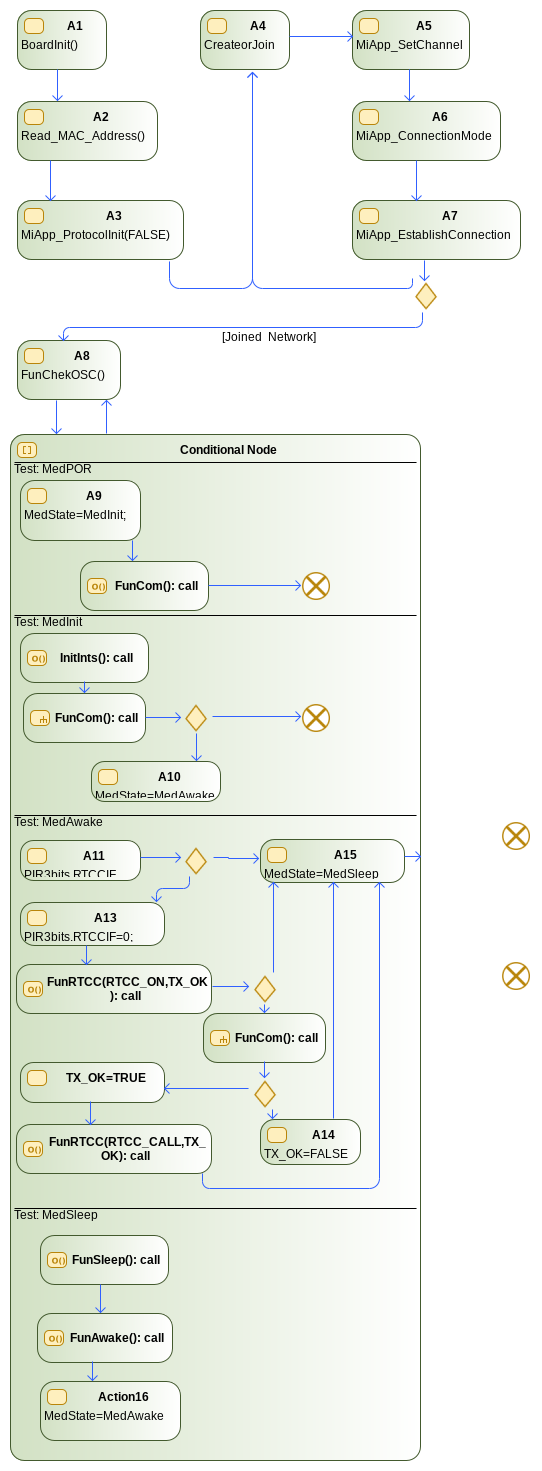 A1
BoardInit()
A2
Read_MAC_Address()
A3
MiApp_ProtocolInit(FALSE)
A4
CreateorJoin
A5
MiApp_SetChannel
A6
MiApp_ConnectionMode
A7
MiApp_EstablishConnection
[Joined Network]
A8
FunChekOSC()
Conditional Node
Test: MedPOR
A9
MedState=MedInit;
FunCom(): call
Test: MedInit
InitInts(): call
FunCom(): call
A10
MedState=MedAwake
Test: MedAwake
A11
PIR3bits.RTCCIF
A15
MedState=MedSleep
A13
PIR3bits.RTCCIF=0;
FunRTCC(RTCC_ON,TX_OK
): call
FunCom(): call
TX_OK=TRUE
A14
TX_OK=FALSE
FunRTCC(RTCC_CALL,TX_
OK): call
Test: MedSleep
FunSleep(): call
FunAwake(): call
Action16
MedState=MedAwake